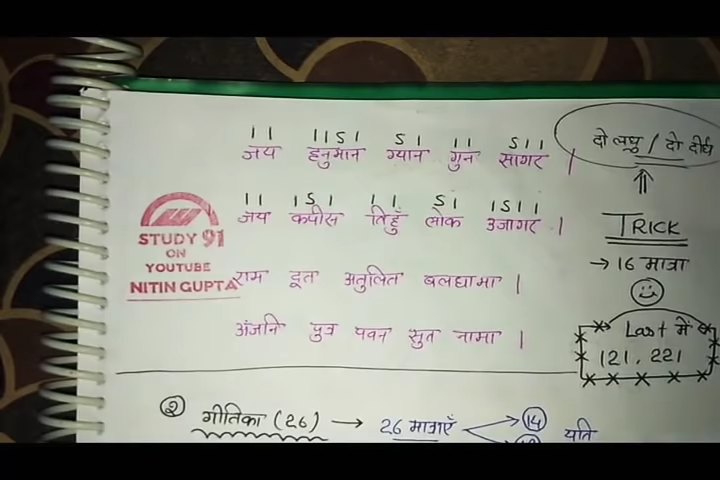 ।। ।।ऽ। ऽ। ।। ऽ।।
जय हनुमान ग्यान गुन सागर |
।। ।ऽ। ।। ऽ। ।ऽ।।
जय कपीस तिहुँ लोक उजागर |
राम दूत अतुलित बलधामा |
अंजनि पुत्र पवन सुत नामा |
STUDY 91
ON
YOUTUBE
NITIN GUPTA
दो लघु / दो दीर्घ
⇑
TRICK
→ 16 मात्रा
Last में
121, 221
② गीतिका (26) → 26 मात्राएँ → 14 यति